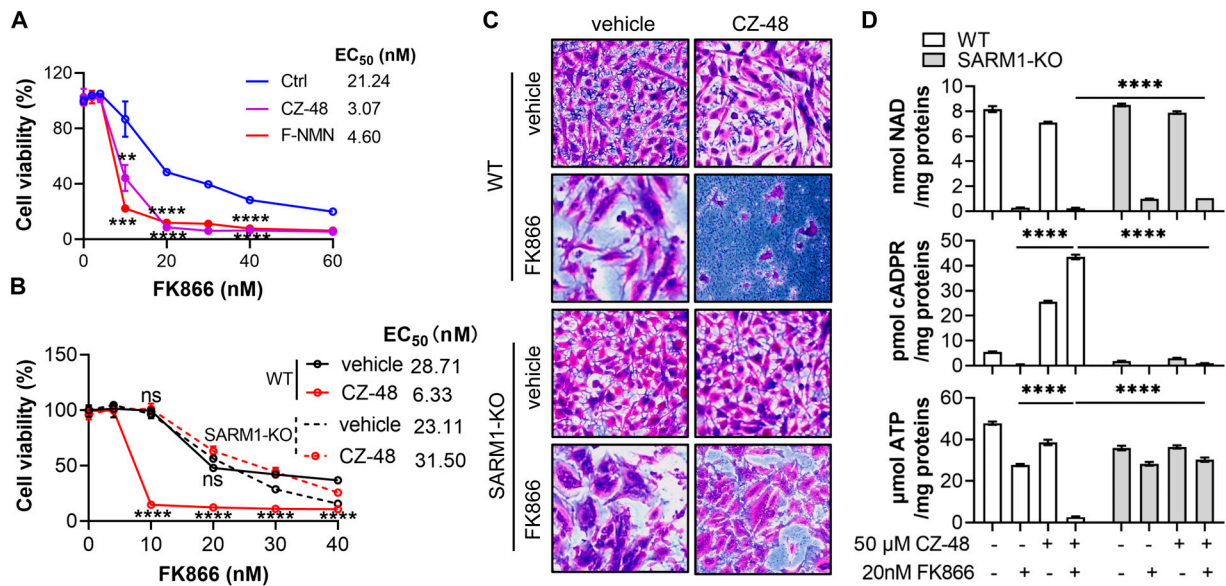 A
EC50 (nM)
Ctrl 21.24
CZ-48 3.07
F-NMN 4.60
Cell viability (%)
120
80
40
0
**
***
****
****
****
****
0 20 40 60
FK866 (nM)
B
EC50 (nM)
WT
vehicle 28.71
CZ-48 6.33
SARM1-KO
vehicle 23.11
CZ-48 31.50
Cell viability (%)
150
100
50
0
ns
ns
**** **** **** ****
0 10 20 30 40
FK866 (nM)
C
vehicle CZ-48
WT
vehicle
FK866
SARM1-KO
vehicle
FK866
D
WT
SARM1-KO
nmol NAD
/mg proteins
10
8
6
4
2
0
****
pmol cADPR
/mg proteins
50
40
30
20
10
0
**** ****
µmol ATP
/mg proteins
60
40
20
0
**** ****
50 µM CZ-48 - - + + - - + +
20nM FK866 - + - + - + - +